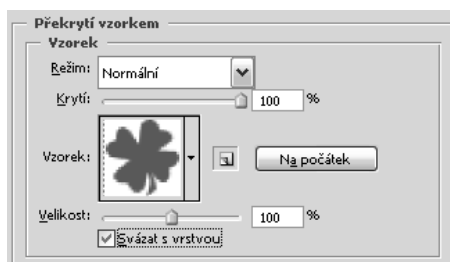 Překrytí vzorkem
Vzorek
Režim: Normální
Krytí: 100 %
Vzorek: Na počátek
Velikost: 100 %
Svázat s vrstvou